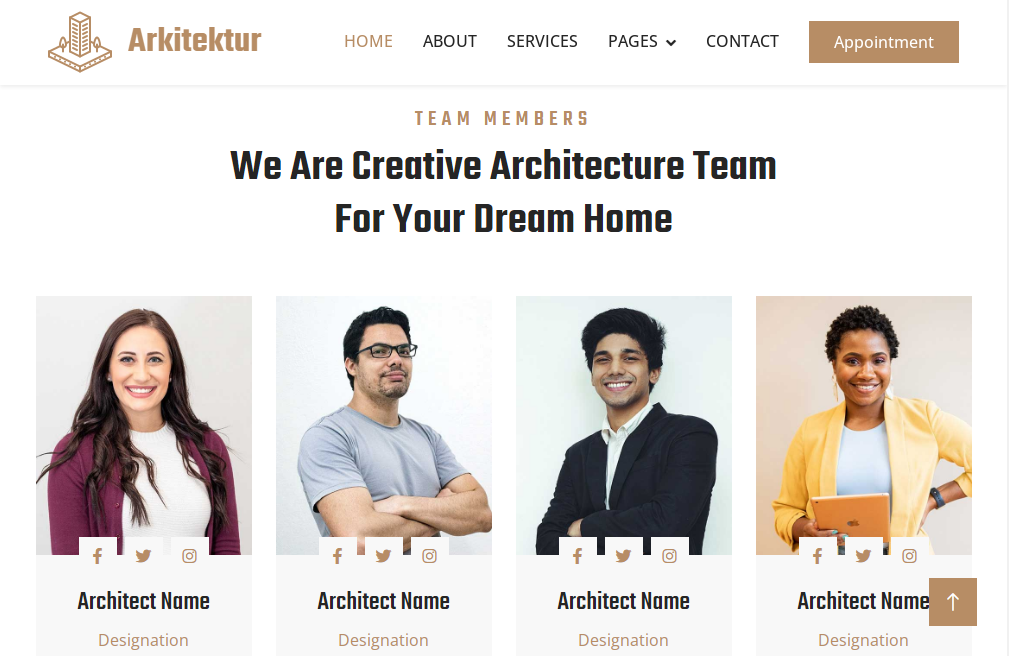 Arkitektur
HOME ABOUT SERVICES PAGES CONTACT Appointment
TEAM MEMBERS
We Are Creative Architecture Team
For Your Dream Home
Architect Name Architect Name Architect Name Architect Name
Designation Designation Designation Designation